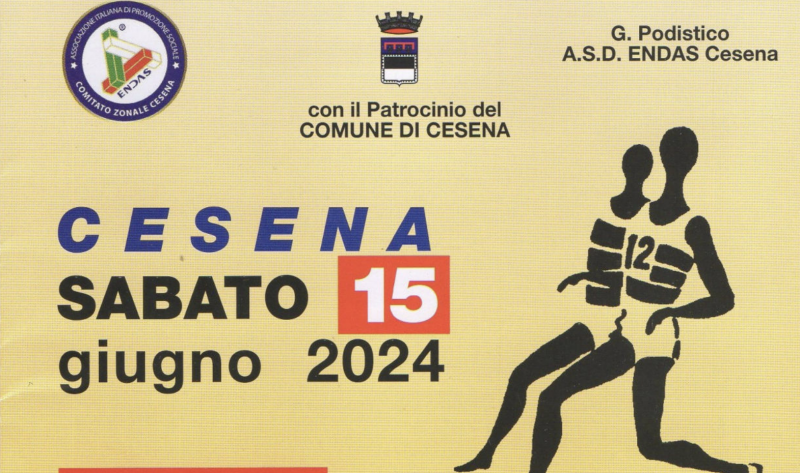 ASSOCIAZIONE ITALIANA DI PROMOZIONE SOCIALE
ENDAS
®
COMITATO ZONALE CESENA
con il Patrocinio del
COMUNE DI CESENA
G. Podistico
A.S.D. ENDAS Cesena
CESENA
SABATO 15
giugno 2024
12